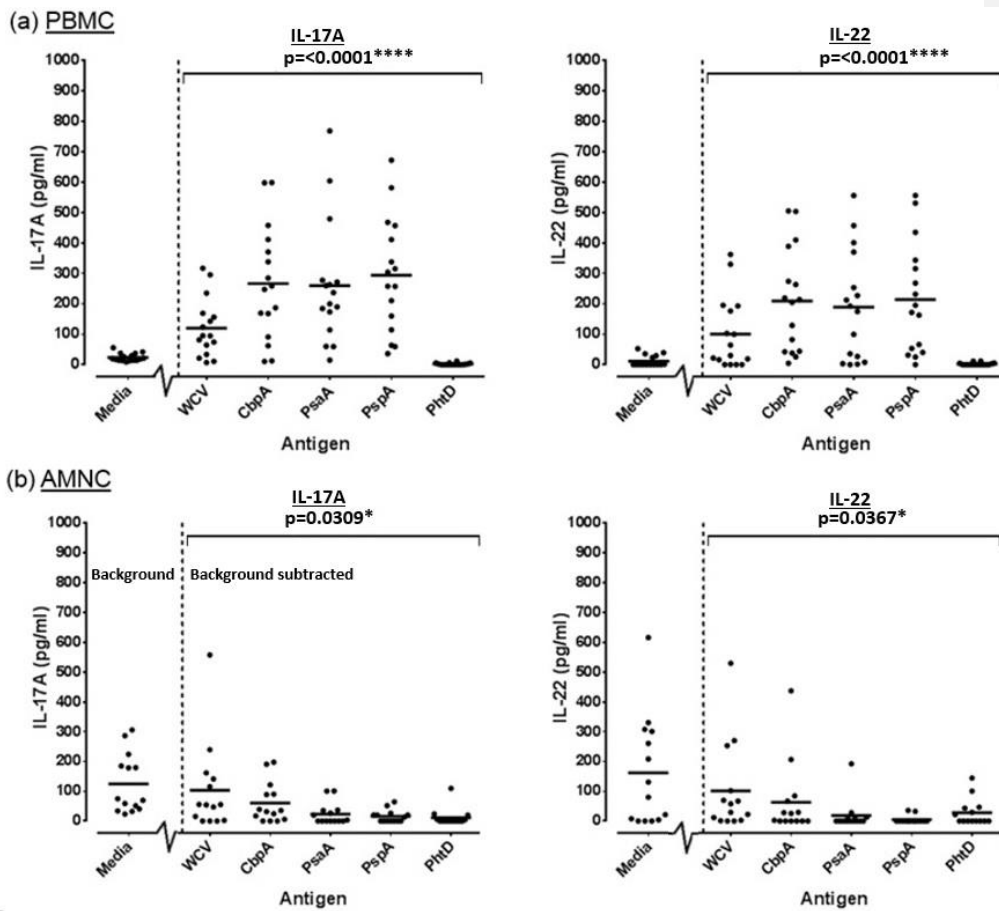 (a) PBMC
IL-17A
p=<0.0001****
1000
900
800
700
600
500
400
300
200
100
0
IL-17A (pg/ml)
Media
WCV
CbpA
PsaA
PspA
PhtD
Antigen
IL-22
p=<0.0001****
1000
900
800
700
600
500
400
300
200
100
0
IL-22 (pg/ml)
Media
WCV
CbpA
PsaA
PspA
PhtD
Antigen
(b) AMNC
IL-17A
p=0.0309*
1000
900
800
700
600
500
400
300
200
100
0
IL-17A (pg/ml)
Background
Background subtracted
Media
WCV
CbpA
PsaA
PspA
PhtD
Antigen
IL-22
p=0.0367*
1000
900
800
700
600
500
400
300
200
100
0
IL-22 (pg/ml)
Media
WCV
CbpA
PsaA
PspA
PhtD
Antigen